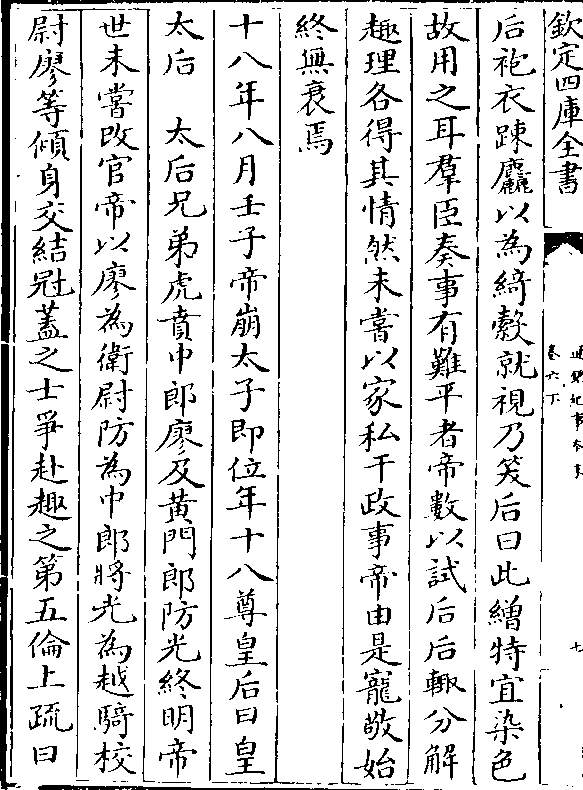 欽定四庫全書
通鑑紀事本末
卷六下
七
后袍衣疎麤以為綺縠就視乃笑后曰此繒特宜染色
故用之耳羣臣奏事有難平者帝數以試后后輙分解
趣理各得其情然未嘗以家私干政事帝由是寵敬始
終無衰焉
十八年八月壬子帝崩太子即位年十八尊皇后曰皇
太后　太后兄弟虎賁中郎廖及黃門郎防光終明帝
世未嘗改官帝以廖為衛尉防為中郎將光為越騎校
尉廖等傾身交結冠蓋之士爭赴趣之第五倫上疏曰